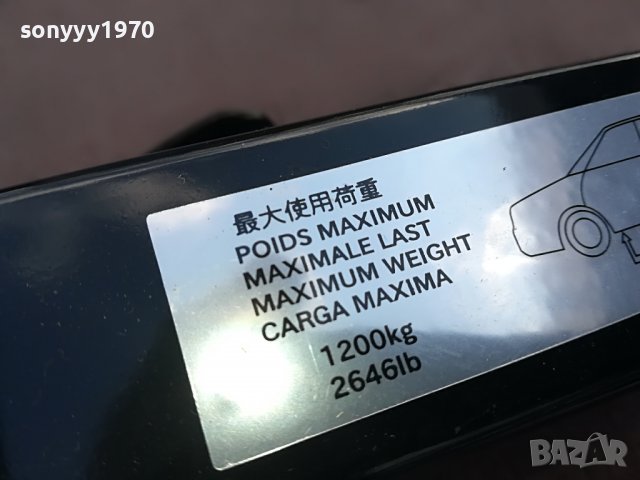 sonyyy1970
最大使用荷重
POIDS MAXIMUM
MAXIMALE LAST
MAXIMUM WEIGHT
CARGA MAXIMA
1200kg
2646lb
BAZAR